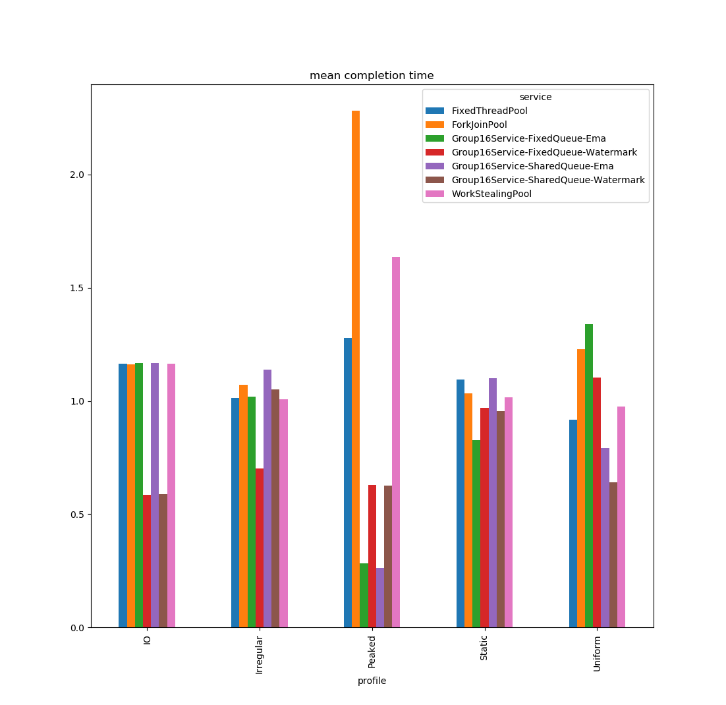 mean completion time
service
FixedThreadPool
ForkJoinPool
Group16Service-FixedQueue-Ema
Group16Service-FixedQueue-Watermark
Group16Service-SharedQueue-Ema
Group16Service-SharedQueue-Watermark
WorkStealingPool
2.0
1.5
1.0
0.5
0.0
IO
Irregular
Peaked
Static
Uniform
profile